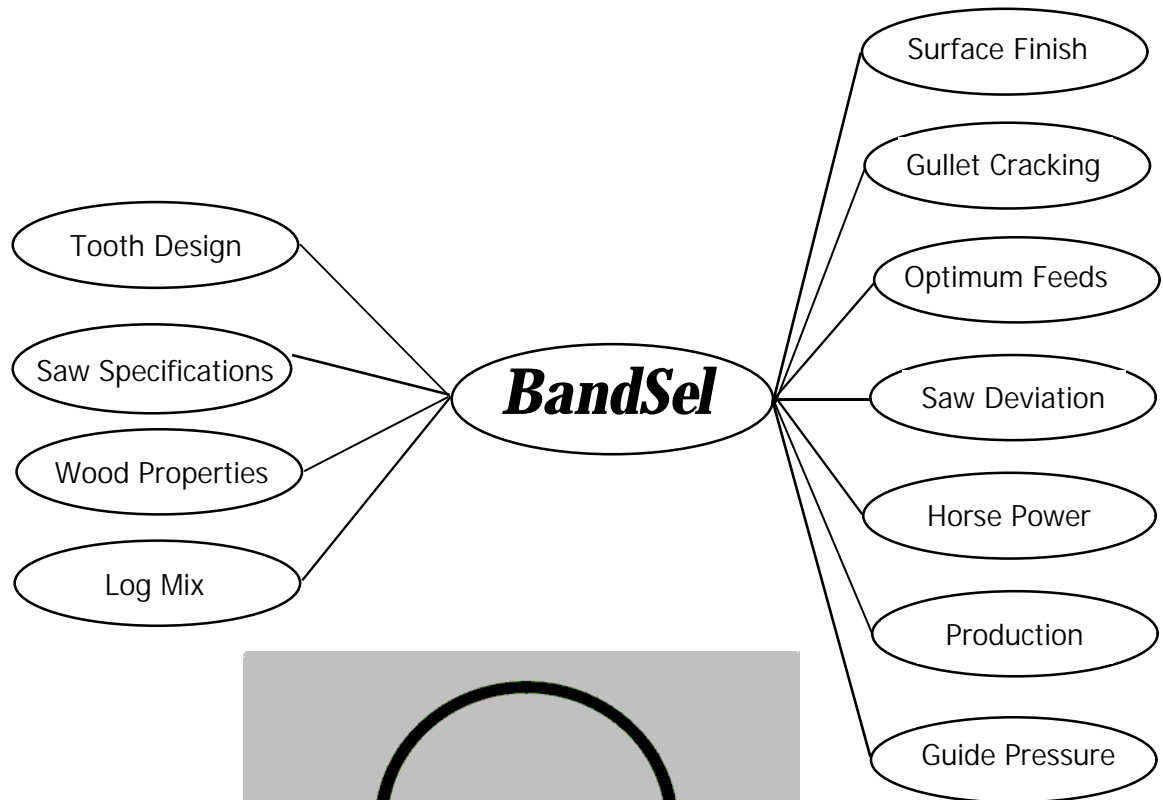 Tooth Design
Saw Specifications
Wood Properties
Log Mix
BandSel
Surface Finish
Gullet Cracking
Optimum Feeds
Saw Deviation
Horse Power
Production
Guide Pressure